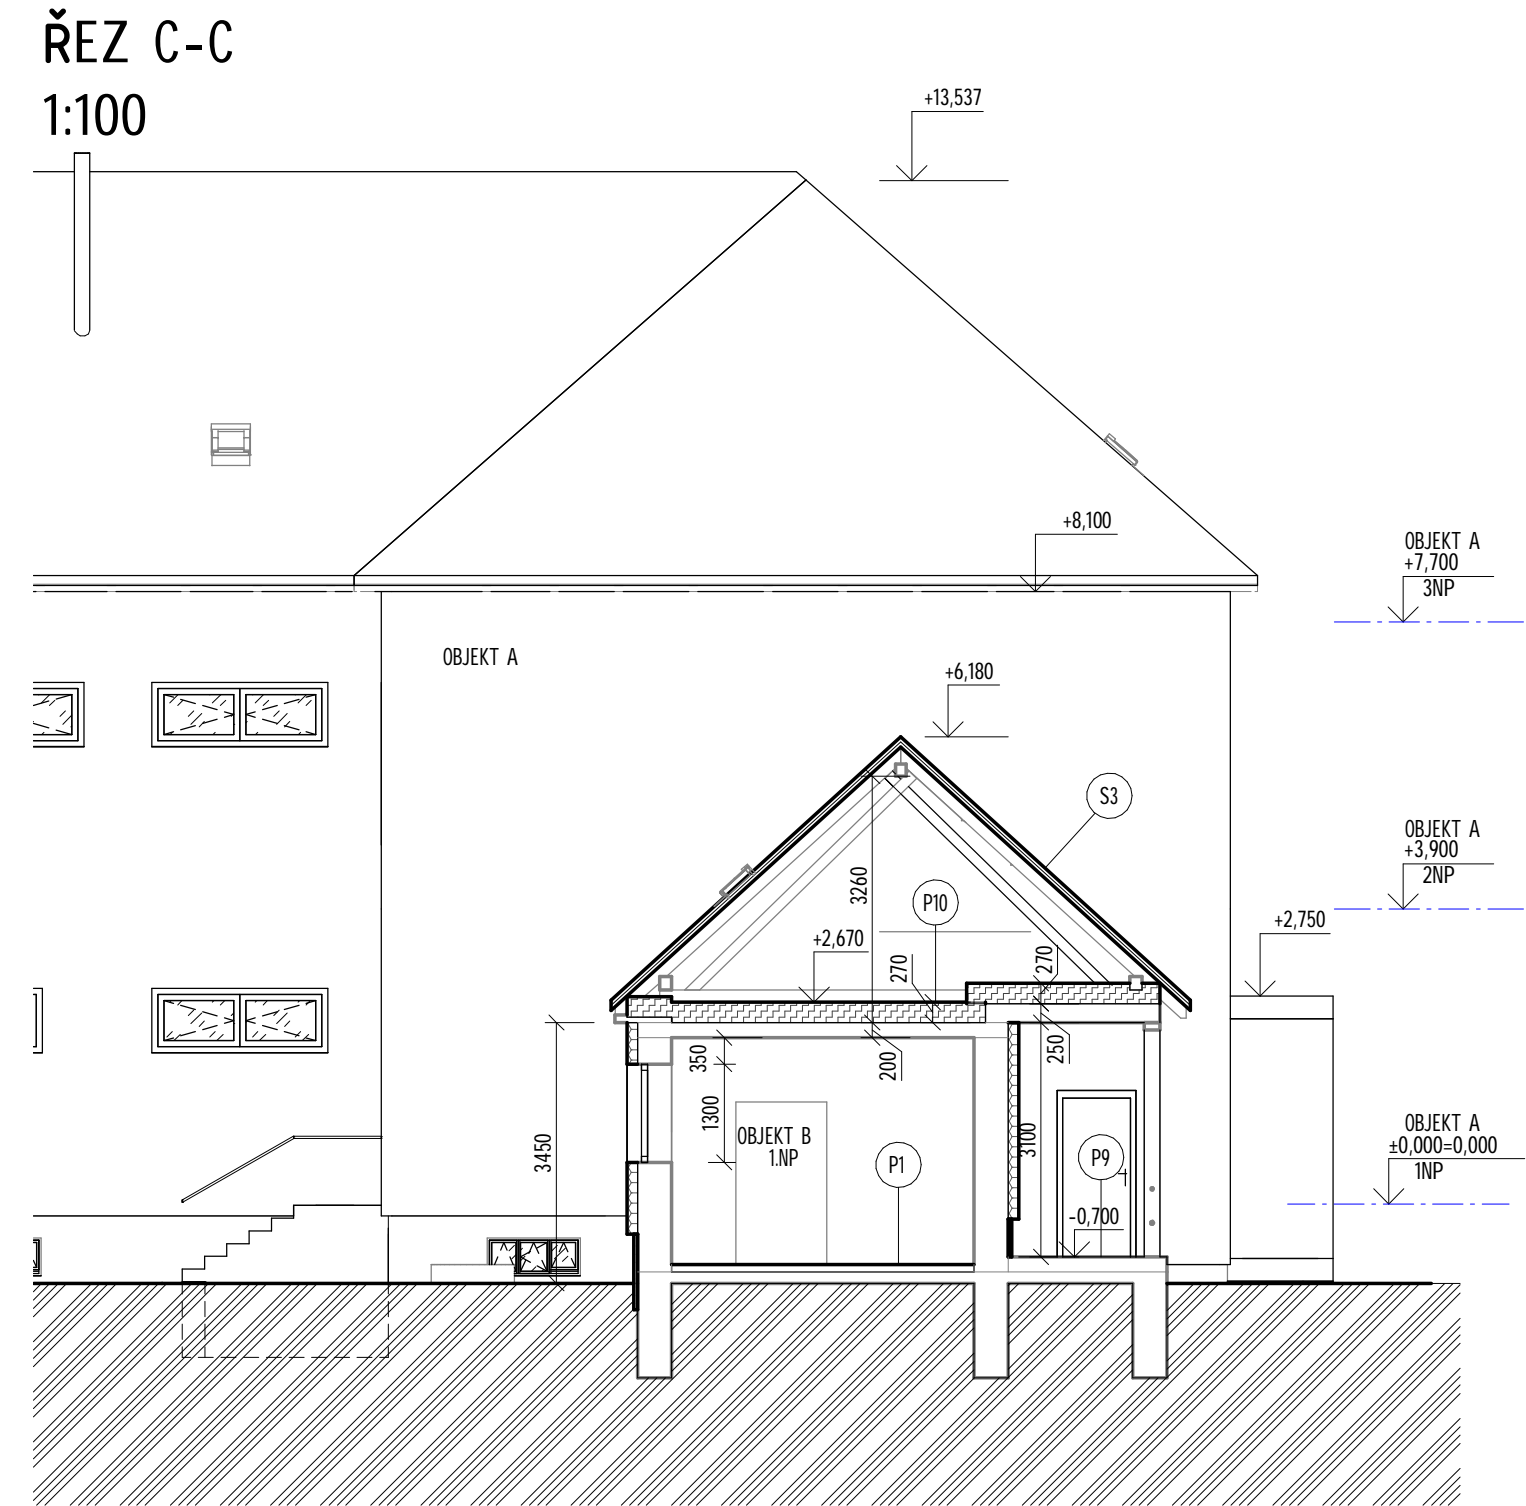 ŘEZ C-C
1:100
+13,537
+8,100
OBJEKT A
+7,700
3NP
OBJEKT A
+6,180
S3
OBJEKT A
+3,900
2NP
3260
P10
+2,750
+2,670
270
270
350
200
250
1300
3450
OBJEKT B
1.NP
P1
3100
P9
OBJEKT A
±0,000=0,000
1NP
-0,700